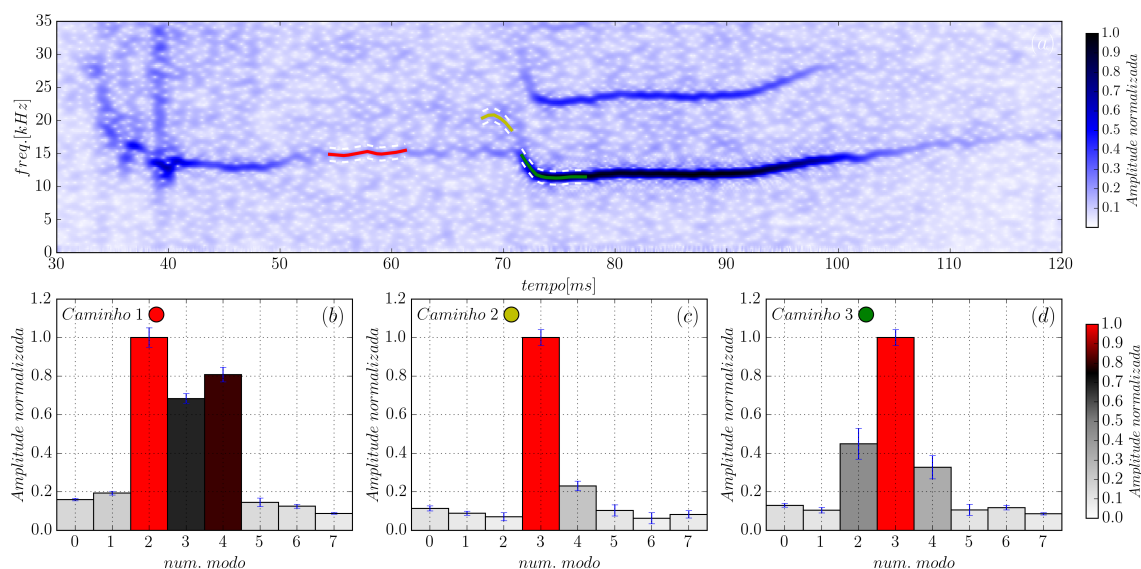 35
30
25
20
15
10
5
0
freq.[kHz]
30 40 50 60 70 80 90 100 110 120
tempo[ms]
(a)
1.0
0.9
0.8
0.7
0.6
0.5
0.4
0.3
0.2
0.1
Amplitude normalizada
1.2
1.0
0.8
0.6
0.4
0.2
0.0
Amplitude normalizada
Caminho 1
(b)
0 1 2 3 4 5 6 7
num. modo
1.2
1.0
0.8
0.6
0.4
0.2
0.0
Amplitude normalizada
Caminho 2
(c)
0 1 2 3 4 5 6 7
num. modo
1.2
1.0
0.8
0.6
0.4
0.2
0.0
Amplitude normalizada
Caminho 3
(d)
0 1 2 3 4 5 6 7
num. modo
1.0
0.9
0.8
0.7
0.6
0.5
0.4
0.3
0.2
0.1
0.0
Amplitude normalizada